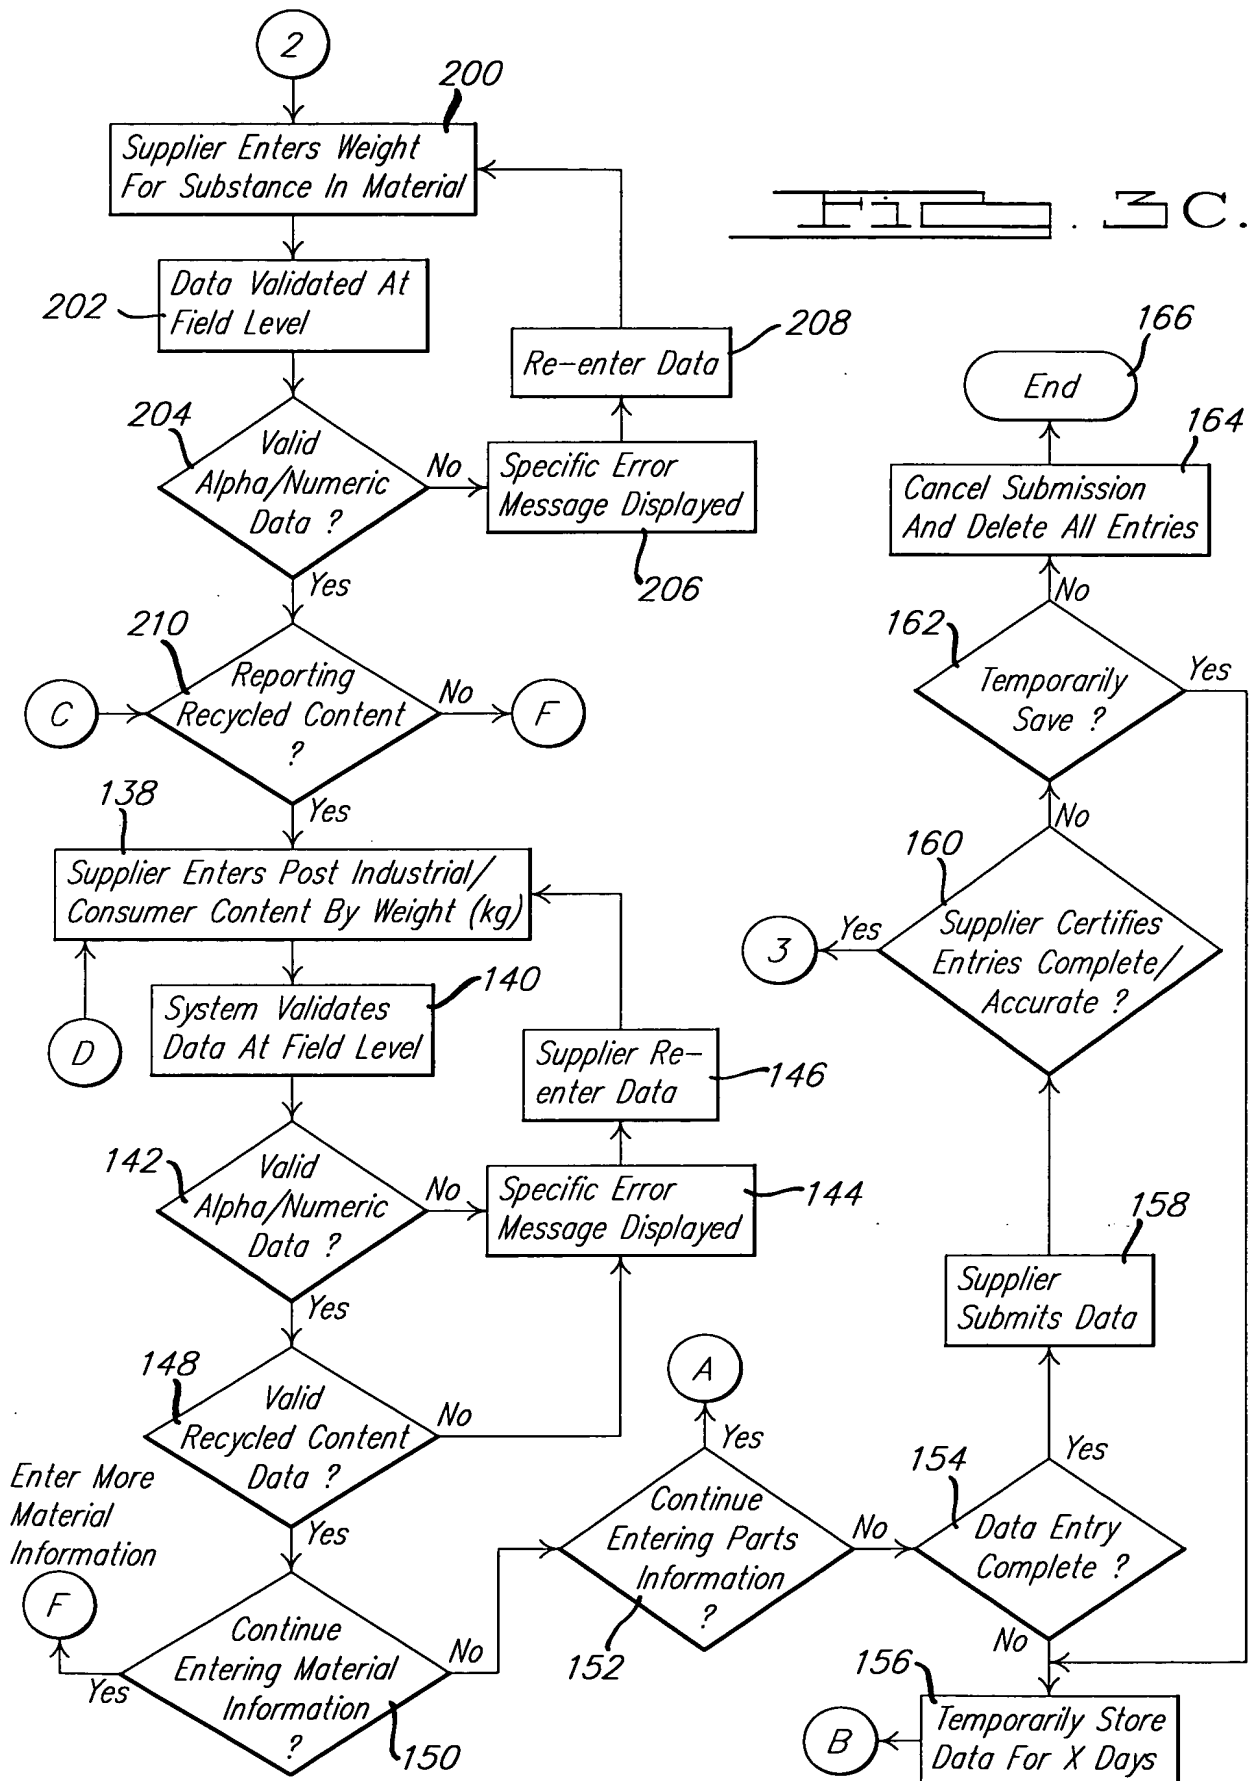 2
200
Supplier Enters Weight
For Substance In Material
FIG. 3C.
202
Data Validated At
Field Level
208
Re-enter Data
166
End
204
Valid
Alpha/Numeric
Data ?
No
Specific Error
Message Displayed
206
164
Cancel Submission
And Delete All Entries
Yes
No
210
Reporting
Recycled Content
?
C
No
F
162
Temporarily
Save ?
Yes
Yes
No
138
Supplier Enters Post Industrial/
Consumer Content By Weight (kg)
160
Supplier Certifies
Entries Complete/
Accurate ?
Yes
3
D
140
System Validates
Data At Field Level
Supplier Re-
enter Data
146
142
Valid
Alpha/Numeric
Data ?
No
Specific Error
Message Displayed
144
158
Supplier
Submits Data
Yes
148
Valid
Recycled Content
Data ?
No
A
Yes
Yes
Enter More
Material
Information
F
Yes
Continue
Entering Material
Information
?
150
No
Continue
Entering Parts
Information
?
152
No
154
Data Entry
Complete ?
Yes
No
156
Temporarily Store
Data For X Days
B